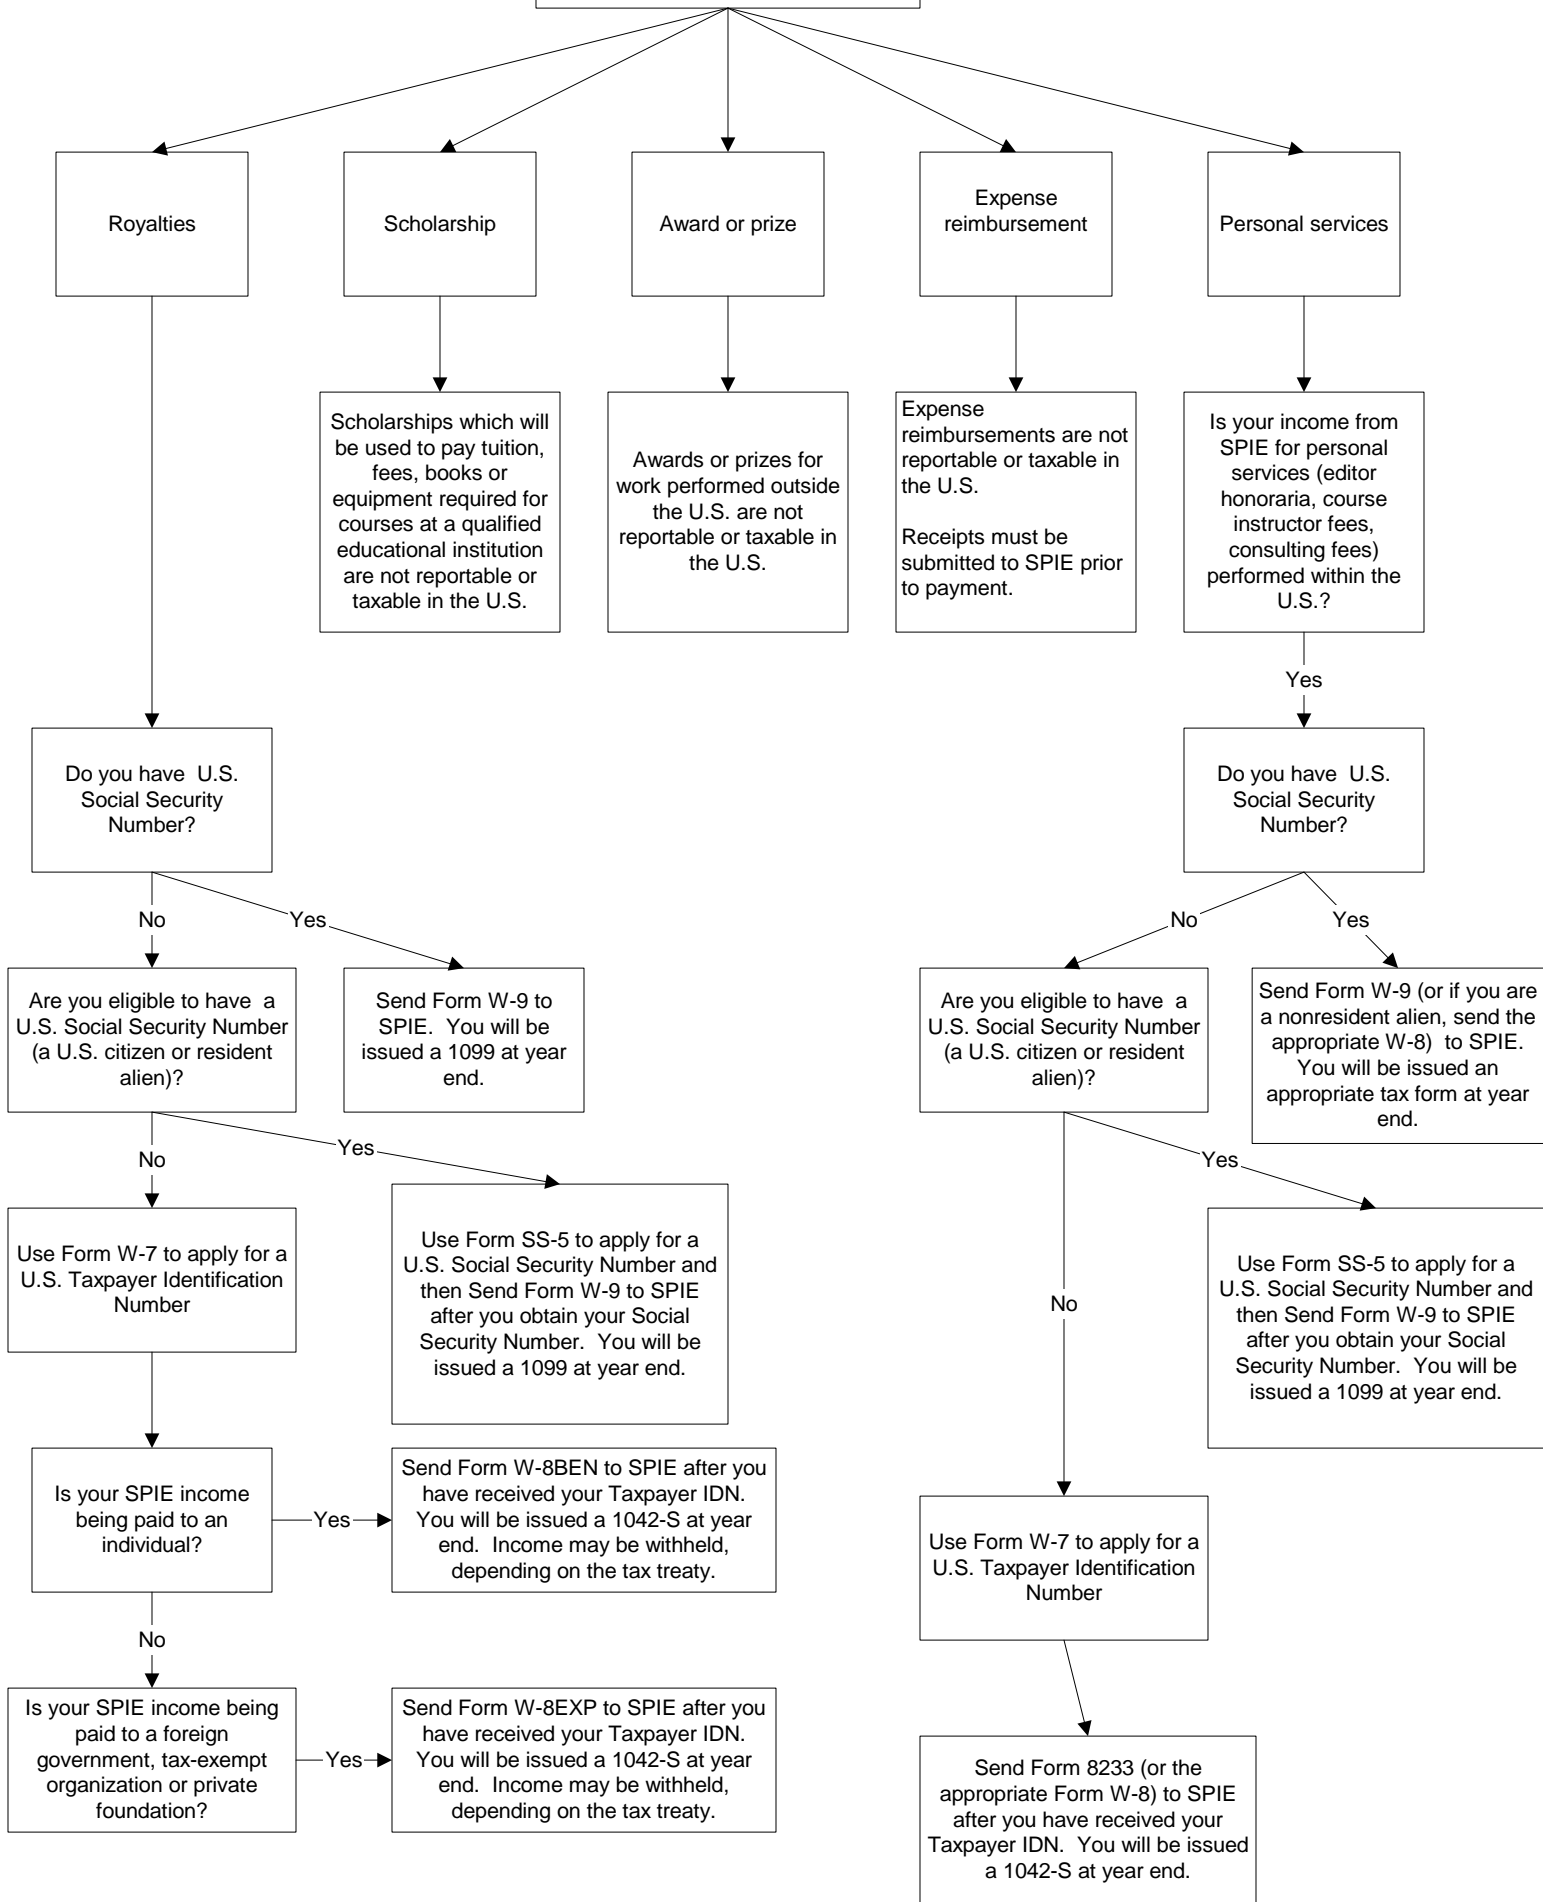 Royalties
Scholarship
Award or prize
Expense
reimbursement
Personal services
Scholarships which will
be used to pay tuition,
fees, books or
equipment required for
courses at a qualified
educational institution
are not reportable or
taxable in the U.S.
Awards or prizes for
work performed outside
the U.S. are not
reportable or taxable in
the U.S.
Expense
reimbursements are not
reportable or taxable in
the U.S.
Receipts must be
submitted to SPIE prior
to payment.
Is your income from
SPIE for personal
services (editor
honoraria, course
instructor fees,
consulting fees)
performed within the
U.S.?
Yes
Do you have  U.S.
Social Security
Number?
Do you have  U.S.
Social Security
Number?
No
Yes
No
Yes
Are you eligible to have  a
U.S. Social Security Number
(a U.S. citizen or resident
alien)?
Send Form W-9 to
SPIE.  You will be
issued a 1099 at year
end.
Are you eligible to have  a
U.S. Social Security Number
(a U.S. citizen or resident
alien)?
Send Form W-9 (or if you are
a nonresident alien, send the
appropriate W-8)  to SPIE.
You will be issued an
appropriate tax form at year
end.
No
Yes
Yes
Use Form W-7 to apply for a
U.S. Taxpayer Identification
Number
Use Form SS-5 to apply for a
U.S. Social Security Number and
then Send Form W-9 to SPIE
after you obtain your Social
Security Number.  You will be
issued a 1099 at year end.
No
Use Form SS-5 to apply for a
U.S. Social Security Number and
then Send Form W-9 to SPIE
after you obtain your Social
Security Number.  You will be
issued a 1099 at year end.
Is your SPIE income
being paid to an
individual?
Yes
Send Form W-8BEN to SPIE after you
have received your Taxpayer IDN.
You will be issued a 1042-S at year
end.  Income may be withheld,
depending on the tax treaty.
Use Form W-7 to apply for a
U.S. Taxpayer Identification
Number
No
Is your SPIE income being
paid to a foreign
government, tax-exempt
organization or private
foundation?
Yes
Send Form W-8EXP to SPIE after you
have received your Taxpayer IDN.
You will be issued a 1042-S at year
end.  Income may be withheld,
depending on the tax treaty.
Send Form 8233 (or the
appropriate Form W-8) to SPIE
after you have received your
Taxpayer IDN.  You will be issued
a 1042-S at year end.